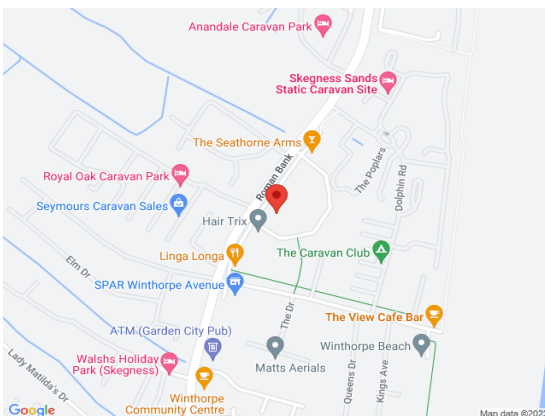 Anandale Caravan Park
Skegness Sands
Static Caravan Site
The Seathorne Arms
Roman Bank
The Poplars
Dolphin Rd
Royal Oak Caravan Park
Seymours Caravan Sales
Hair Trix
Linga Longa
The Caravan Club
Elm Dr
SPAR Winthorpe Avenue
The Dr
The View Cafe Bar
ATM (Garden City Pub)
Winthorpe Beach
Matts Aerials
Walshs Holiday
Park (Skegness)
Queens Dr
Kings Ave
Lady Matilda's Dr
Winthorpe
Community Centre
Google
Map data ©202